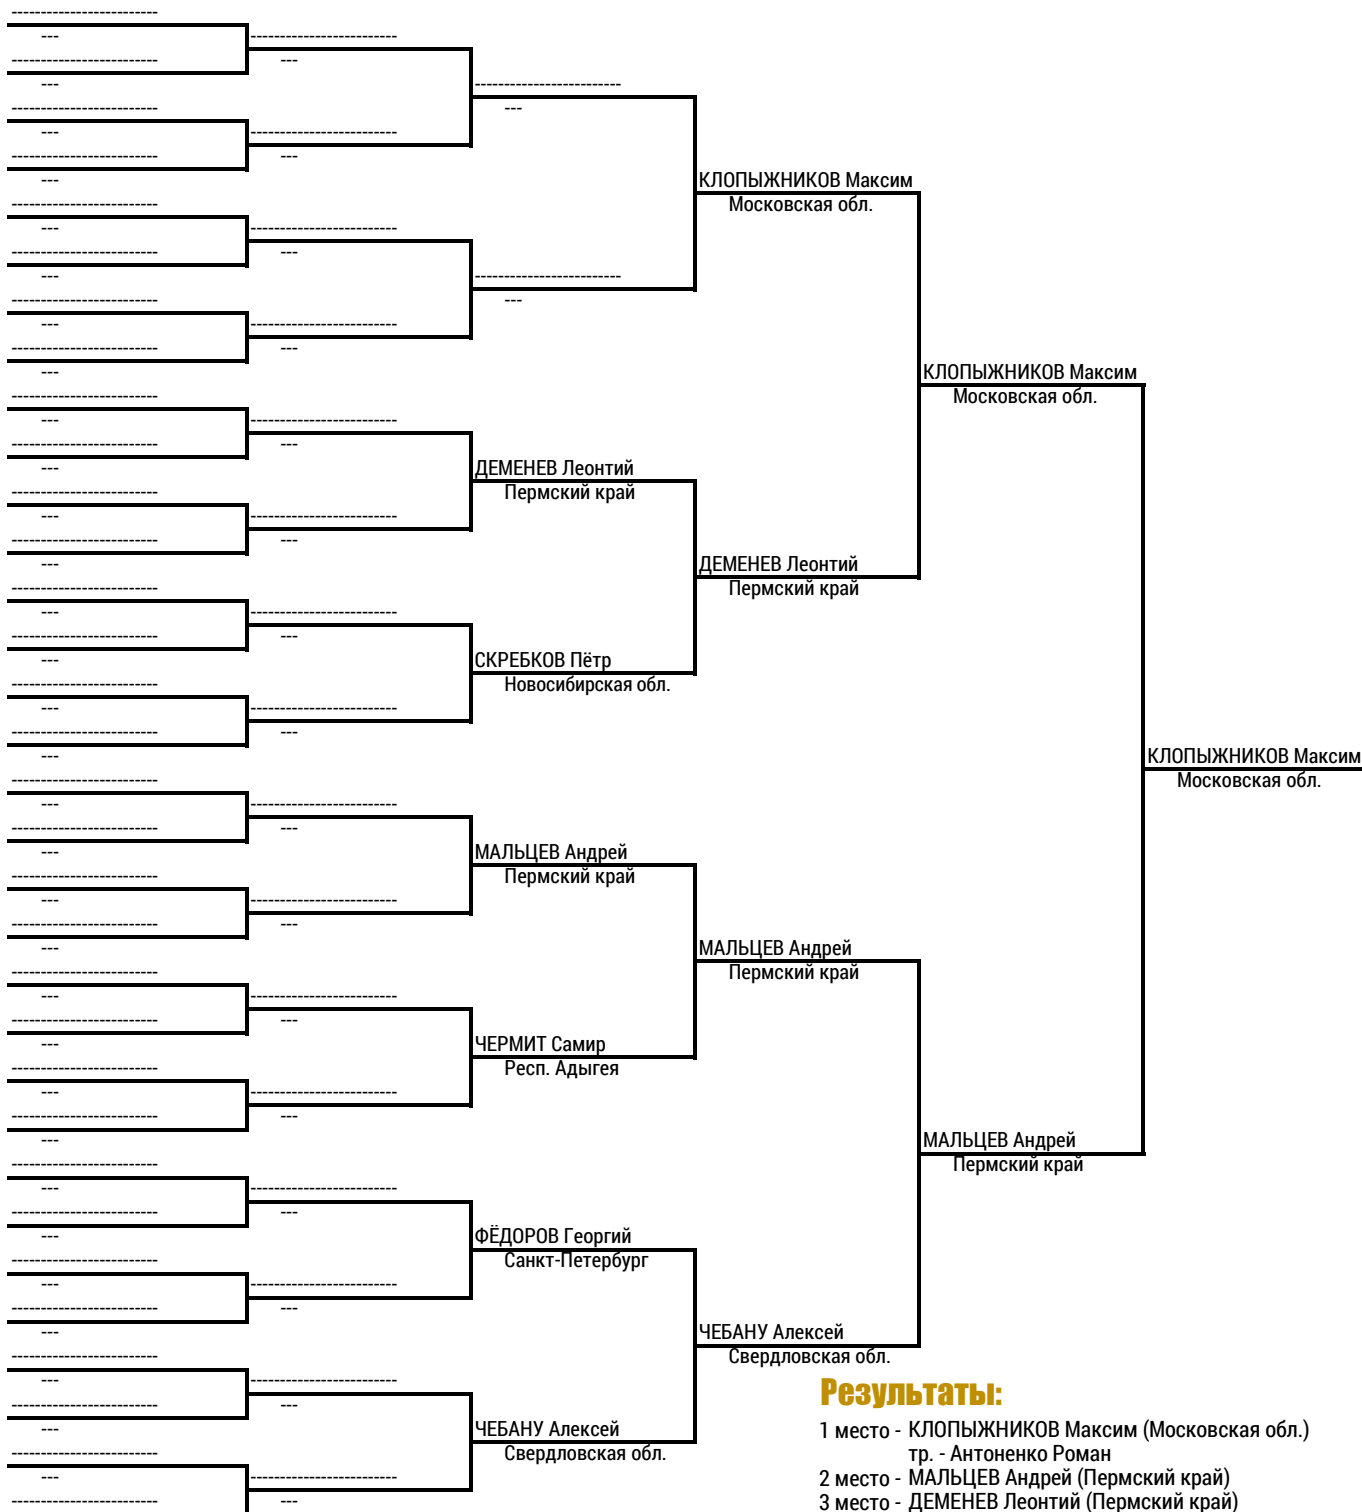 КЛОПЫЖНИКОВ Максим
Московская обл.
КЛОПЫЖНИКОВ Максим
Московская обл.
ДЕМЕНЕВ Леонтий
Пермский край
ДЕМЕНЕВ Леонтий
Пермский край
СКРЕБКОВ Пётр
Новосибирская обл.
КЛОПЫЖНИКОВ Максим
Московская обл.
МАЛЬЦЕВ Андрей
Пермский край
МАЛЬЦЕВ Андрей
Пермский край
ЧЕРМИТ Самир
Респ. Адыгея
МАЛЬЦЕВ Андрей
Пермский край
ФЁДОРОВ Георгий
Санкт-Петербург
ЧЕБАНУ Алексей
Свердловская обл.
ЧЕБАНУ Алексей
Свердловская обл.
Результаты:
1 место - КЛОПЫЖНИКОВ Максим (Московская обл.)
тр. - Антоненко Роман
2 место - МАЛЬЦЕВ Андрей (Пермский край)
3 место - ДЕМЕНЕВ Леонтий (Пермский край)